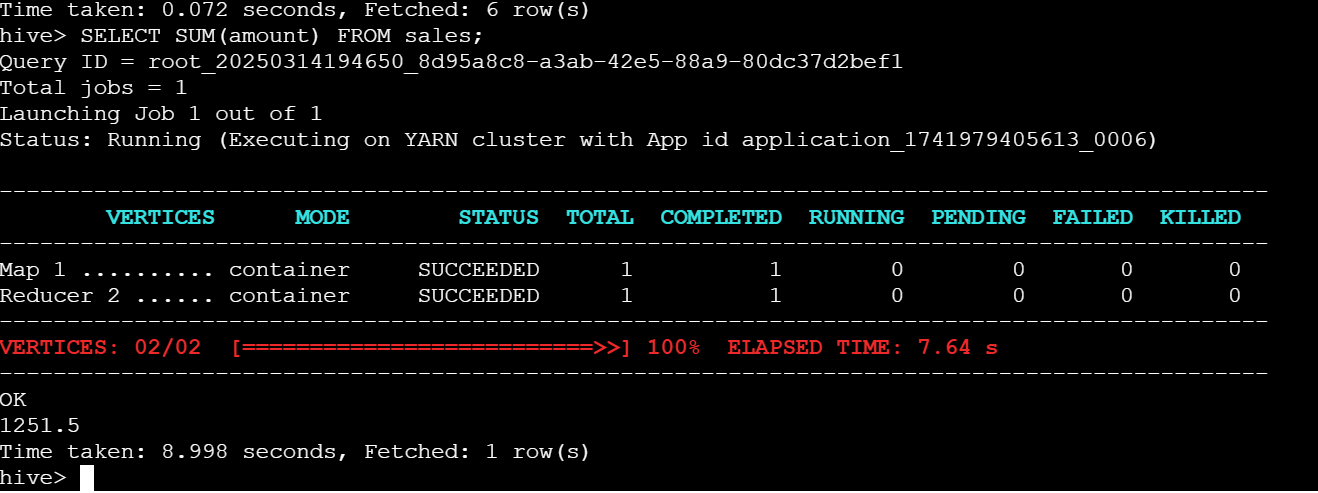 Time taken: 0.072 seconds, Fetched: 6 row(s)
hive> SELECT SUM(amount) FROM sales;
Query ID = root_20250314194650_8d95a8c8-a3ab-42e5-88a9-80dc37d2bef1
Total jobs = 1
Launching Job 1 out of 1
Status: Running (Executing on YARN cluster with App id application_1741979405613_0006)

----------------------------------------------------------------------------------------------
        VERTICES      MODE        STATUS  TOTAL  COMPLETED  RUNNING  PENDING  FAILED  KILLED
----------------------------------------------------------------------------------------------
Map 1 .......... container     SUCCEEDED      1          1        0        0       0       0
Reducer 2 ...... container     SUCCEEDED      1          1        0        0       0       0
----------------------------------------------------------------------------------------------
VERTICES: 02/02  [==========================>>] 100%  ELAPSED TIME: 7.64 s
----------------------------------------------------------------------------------------------
OK
1251.5
Time taken: 8.998 seconds, Fetched: 1 row(s)
hive>